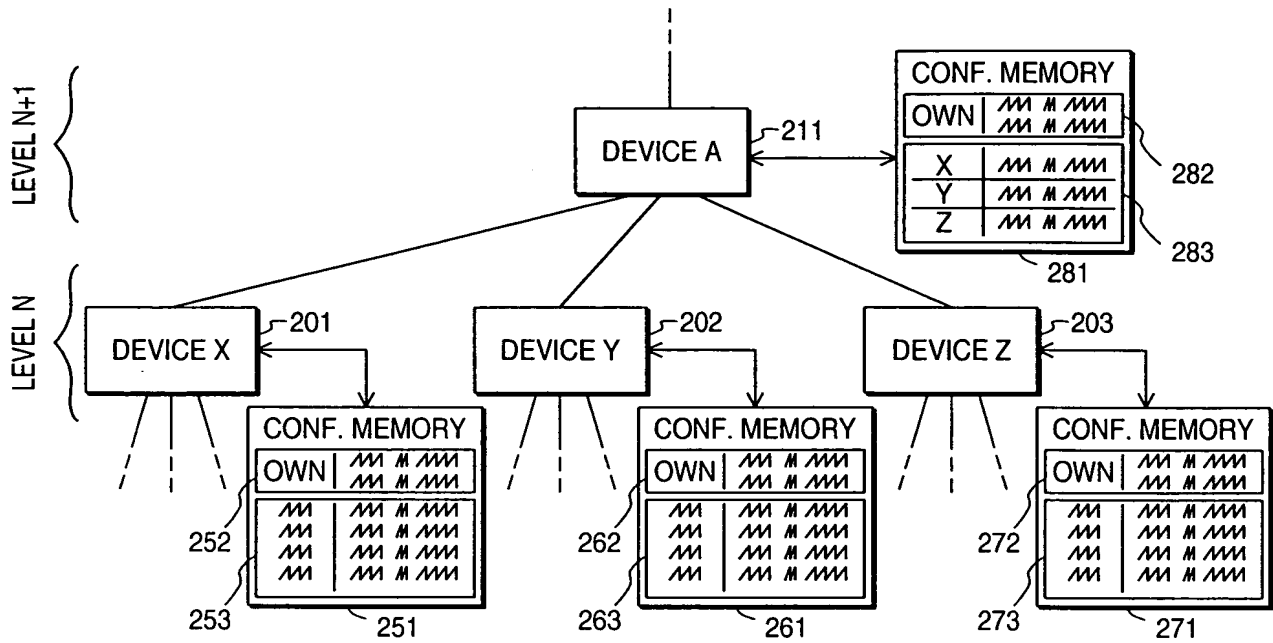 LEVEL N+1
DEVICE A
211
CONF. MEMORY
OWN
282
X
Y
Z
283
281
LEVEL N
DEVICE X
201
DEVICE Y
202
DEVICE Z
203
CONF. MEMORY
OWN
252
253
251
CONF. MEMORY
OWN
262
263
261
CONF. MEMORY
OWN
272
273
271